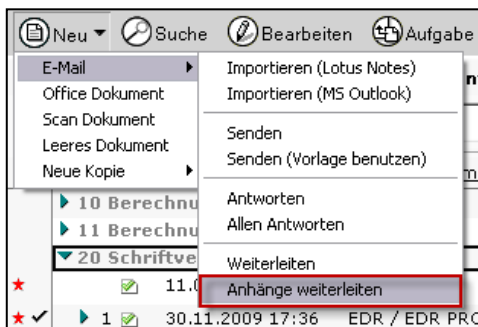 Neu Suche Bearbeiten Aufgabe
E-Mail
Office Dokument
Scan Dokument
Leeres Dokument
Neue Kopie
Importieren (Lotus Notes)
Importieren (MS Outlook)
Senden
Senden (Vorlage benutzen)
Antworten
Allen Antworten
Weiterleiten
Anhänge weiterleiten
10 Berechnu
11 Berechnu
20 Schriftve
11.0
1 30.11.2009 17:36 EDR / EDR PRO